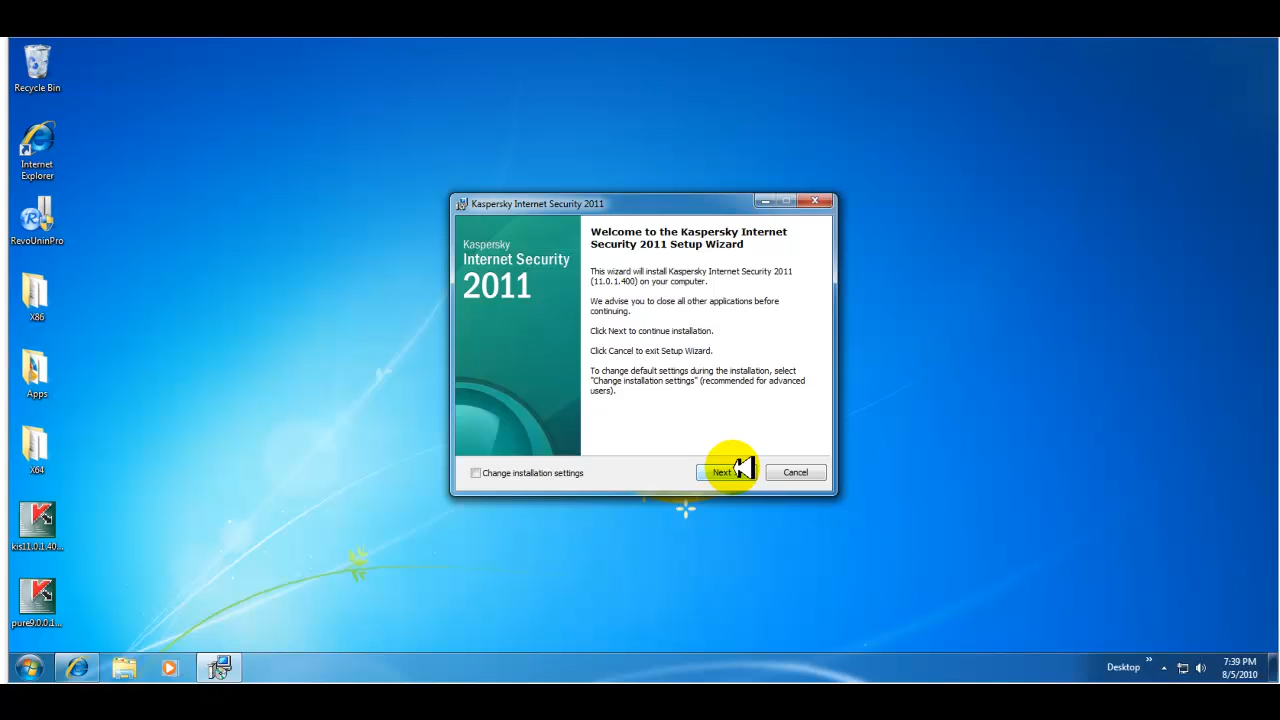 Recycle Bin
Internet
Explorer
RevoUninPro
X86
Apps
X64
kis11.0.1.40...
pure9.0.0.1...
Kaspersky Internet Security 2011
Kaspersky
Internet Security
2011
Welcome to the Kaspersky Internet
Security 2011 Setup Wizard
This wizard will install Kaspersky Internet Security 2011
(11.0.1.400) on your computer.
We advise you to close all other applications before
continuing.
Click Next to continue installation.
Click Cancel to exit Setup Wizard.
To change default settings during the installation, select
"Change installation settings" (recommended for advanced
users).
Change installation settings
Next
Cancel
Desktop
7:39 PM
8/5/2010